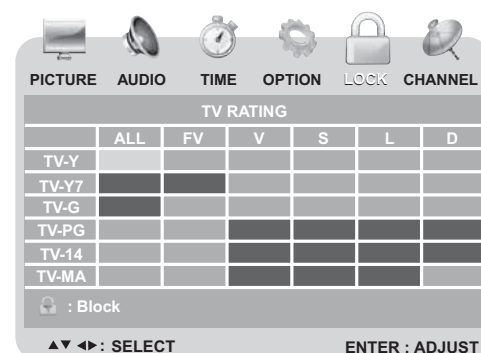 PICTURE AUDIO TIME OPTION LOCK CHANNEL
TV RATING
ALL FV V S L D
TV-Y
TV-Y7
TV-G
TV-PG
TV-14
TV-MA
: Block
▲▼ ◀▶ : SELECT ENTER : ADJUST